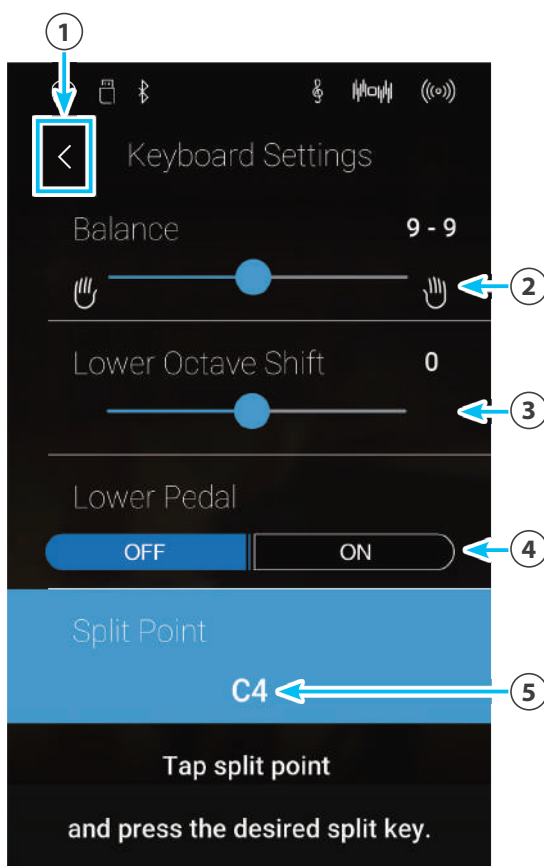 1
Keyboard Settings
Balance 9 - 9
2
Lower Octave Shift 0
3
Lower Pedal
OFF ON
4
Split Point
C4
5
Tap split point
and press the desired split key.